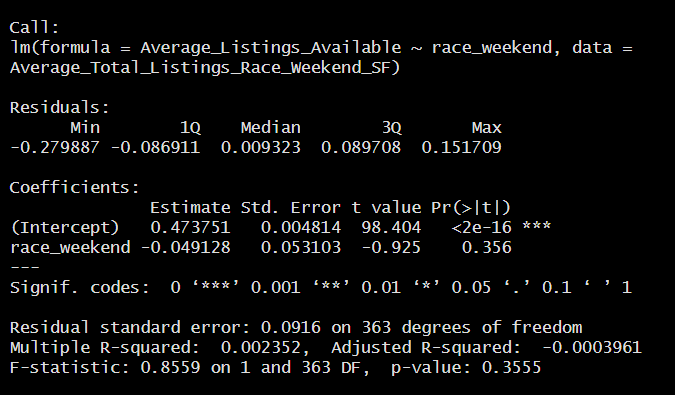 Call:
lm(formula = Average_Listings_Available ~ race_weekend, data =
Average_Total_Listings_Race_Weekend_SF)

Residuals:
      Min        1Q    Median        3Q       Max
-0.279887 -0.086911  0.009323  0.089708  0.151709

Coefficients:
              Estimate Std. Error t value Pr(>|t|)
(Intercept)   0.473751   0.004814  98.404   <2e-16 ***
race_weekend -0.049128   0.053103  -0.925    0.356
---
Signif. codes:  0 ‘***’ 0.001 ‘**’ 0.01 ‘*’ 0.05 ‘.’ 0.1 ‘ ’ 1

Residual standard error: 0.0916 on 363 degrees of freedom
Multiple R-squared:  0.002352,  Adjusted R-squared:  -0.0003961
F-statistic: 0.8559 on 1 and 363 DF,  p-value: 0.3555